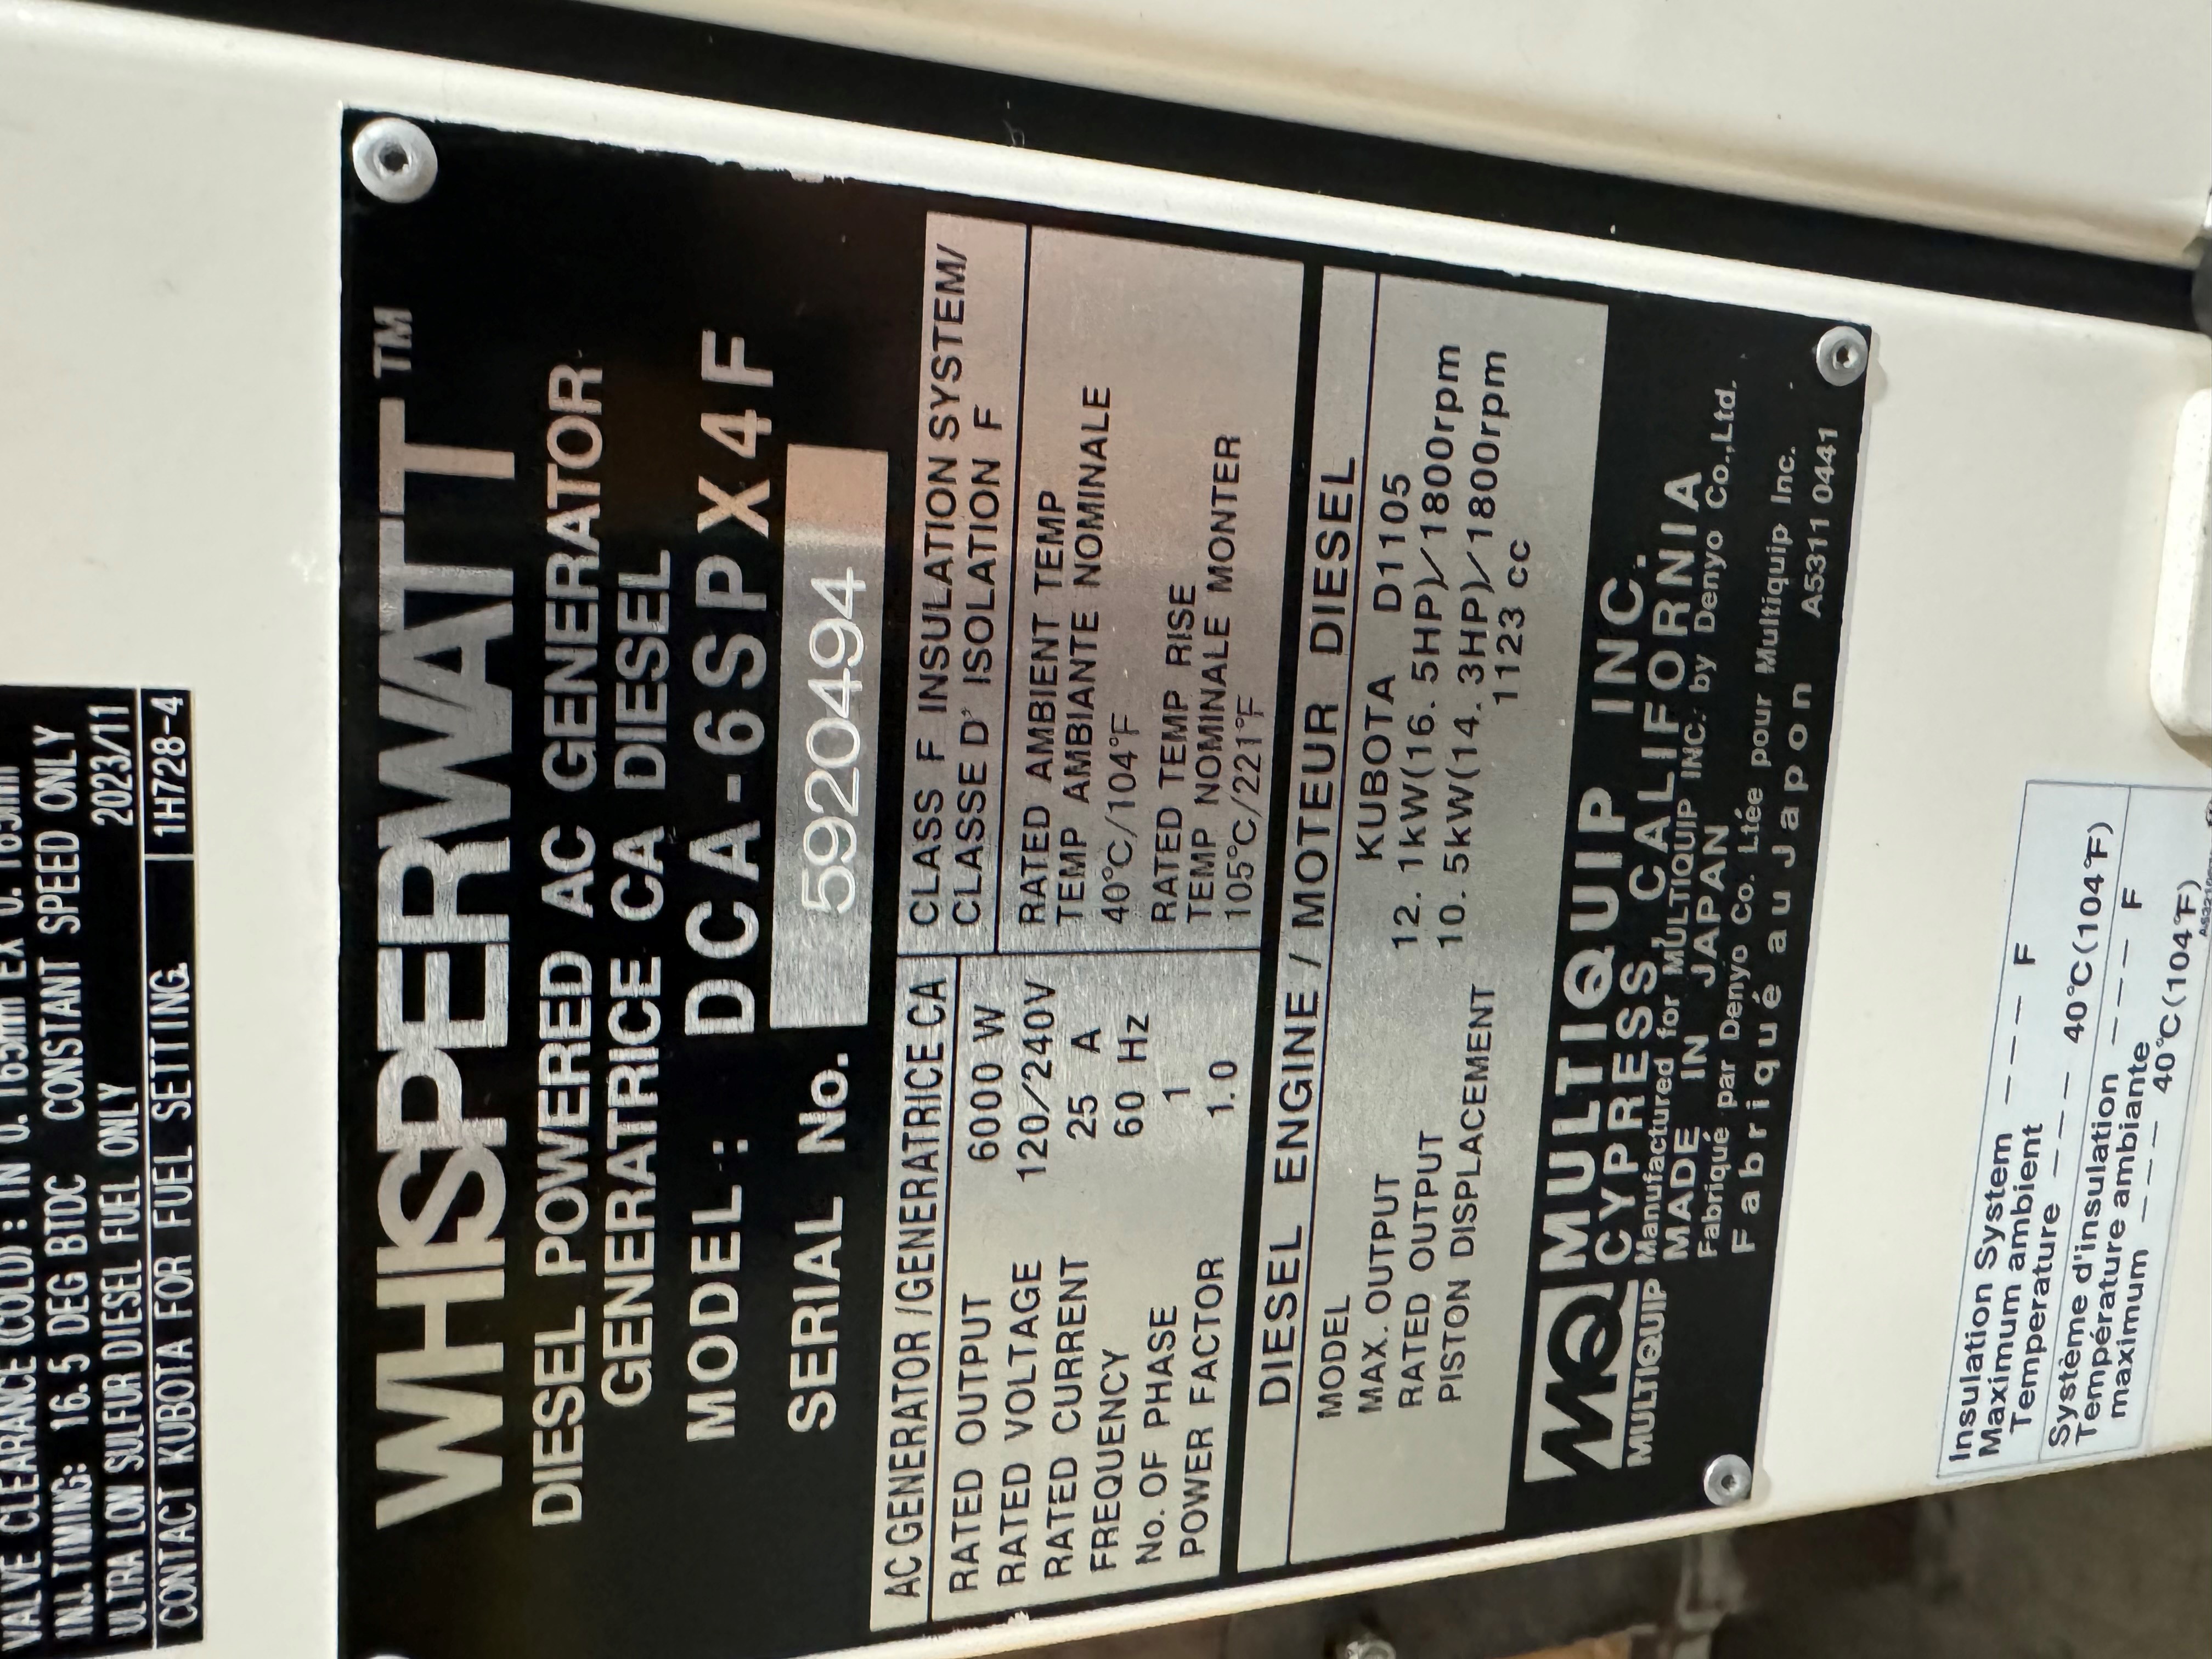 VALVE CLEARANCE (COLD) : IN 0.165mm EX 0.165mm
INJ. TIMING: 16.5 DEG BTDC CONSTANT SPEED ONLY
ULTRA LOW SULFUR DIESEL FUEL ONLY 2023/11
CONTACT KUBOTA FOR FUEL SETTING. 1H728-4
WHISPERWATT™
DIESEL POWERED AC GENERATOR
GENERATRICE CA DIESEL
MODEL : DCA-6SPX4F
SERIAL No. 5920494
AC GENERATOR/GENERATRICE CA
RATED OUTPUT 6000 W
RATED VOLTAGE 120/240V
RATED CURRENT 25 A
FREQUENCY 60 Hz
No. OF PHASE 1
POWER FACTOR 1.0
CLASS F INSULATION SYSTEM/
CLASSE D' ISOLATION F
RATED AMBIENT TEMP
TEMP AMBIANTE NOMINALE
40°C/104°F
RATED TEMP RISE
TEMP NOMINALE MONTER
105°C/221°F
DIESEL ENGINE / MOTEUR DIESEL
MODEL KUBOTA D1105
MAX. OUTPUT 12.1kW(16.5HP)/1800rpm
RATED OUTPUT 10.5kW(14.3HP)/1800rpm
PISTON DISPLACEMENT 1123 cc
MQ MULTIQUIP
MULTIQUIP INC.
CYPRESS, CALIFORNIA
Manufactured for MULTIQUIP INC. by Denyo Co.,Ltd.
MADE IN JAPAN
Fabriqué par Denyo Co. Ltée pour Multiquip Inc.
Fabriqué au Japon A5311 0441
Insulation System ---- F
Maximum ambient
Temperature ---- 40°C(104°F)
Système d'insulation ---- F
Température ambiante
maximum ---- 40°C(104°F)